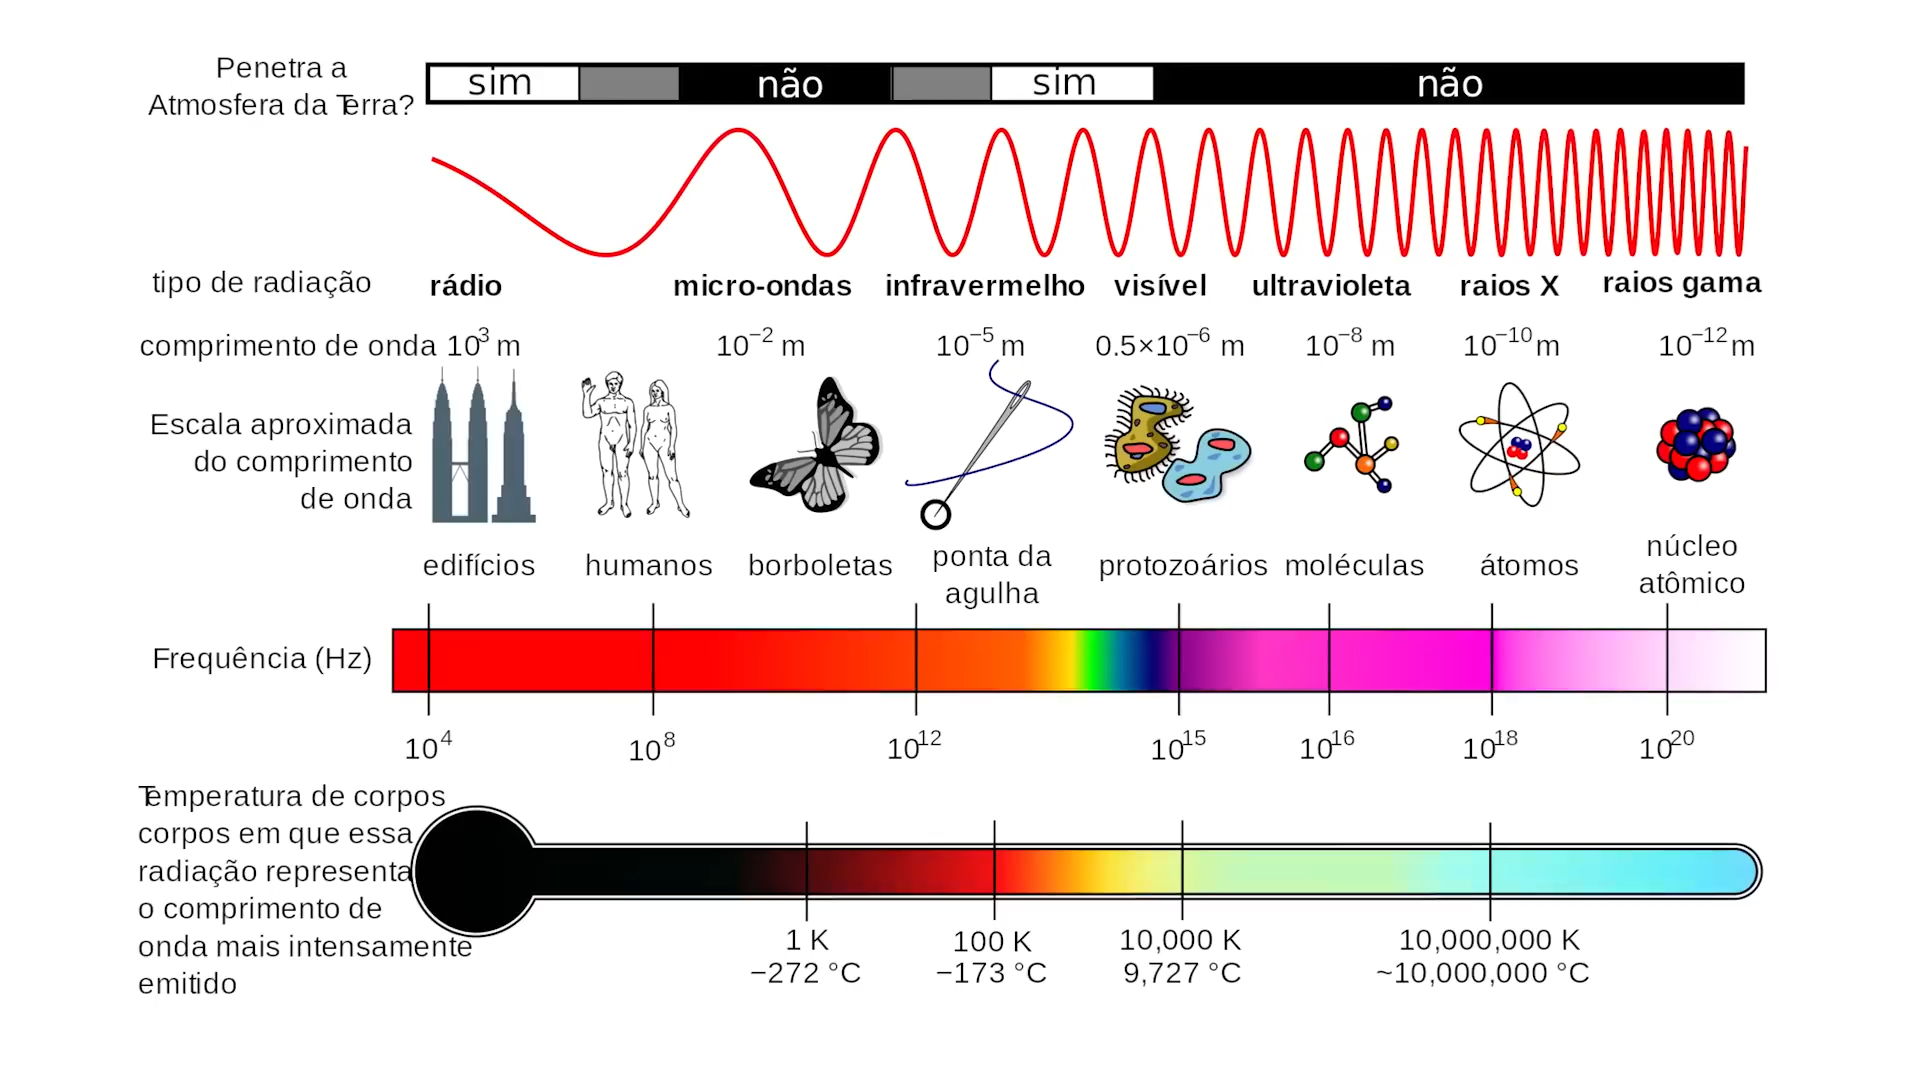 Penetra a
Atmosfera da Terra?
sim não sim não
tipo de radiação rádio micro-ondas infravermelho visível ultravioleta raios X raios gama
comprimento de onda 10³ m 10⁻² m 10⁻⁵ m 0.5×10⁻⁶ m 10⁻⁸ m 10⁻¹⁰ m 10⁻¹² m
Escala aproximada
do comprimento
de onda
edifícios humanos borboletas ponta da agulha protozoários moléculas átomos núcleo atômico
Frequência (Hz)
10⁴ 10⁸ 10¹² 10¹⁵ 10¹⁶ 10¹⁸ 10²⁰
Temperatura de corpos
corpos em que essa
radiação representa
o comprimento de
onda mais intensamente
emitido
1 K 100 K 10,000 K 10,000,000 K
−272 °C −173 °C 9,727 °C ~10,000,000 °C